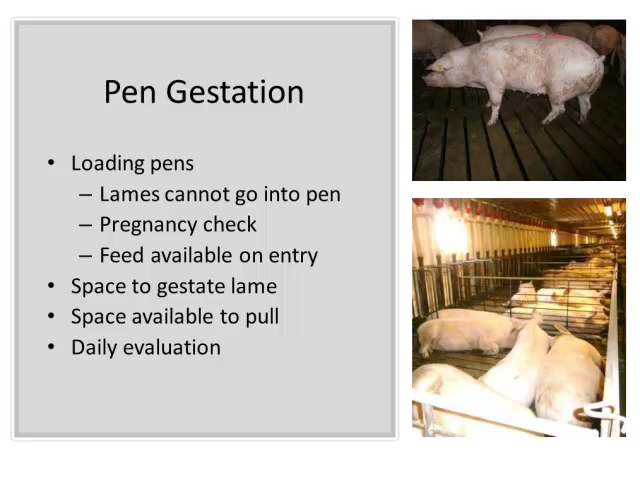 Pen Gestation
• Loading pens
– Lames cannot go into pen
– Pregnancy check
– Feed available on entry
• Space to gestate lame
• Space available to pull
• Daily evaluation